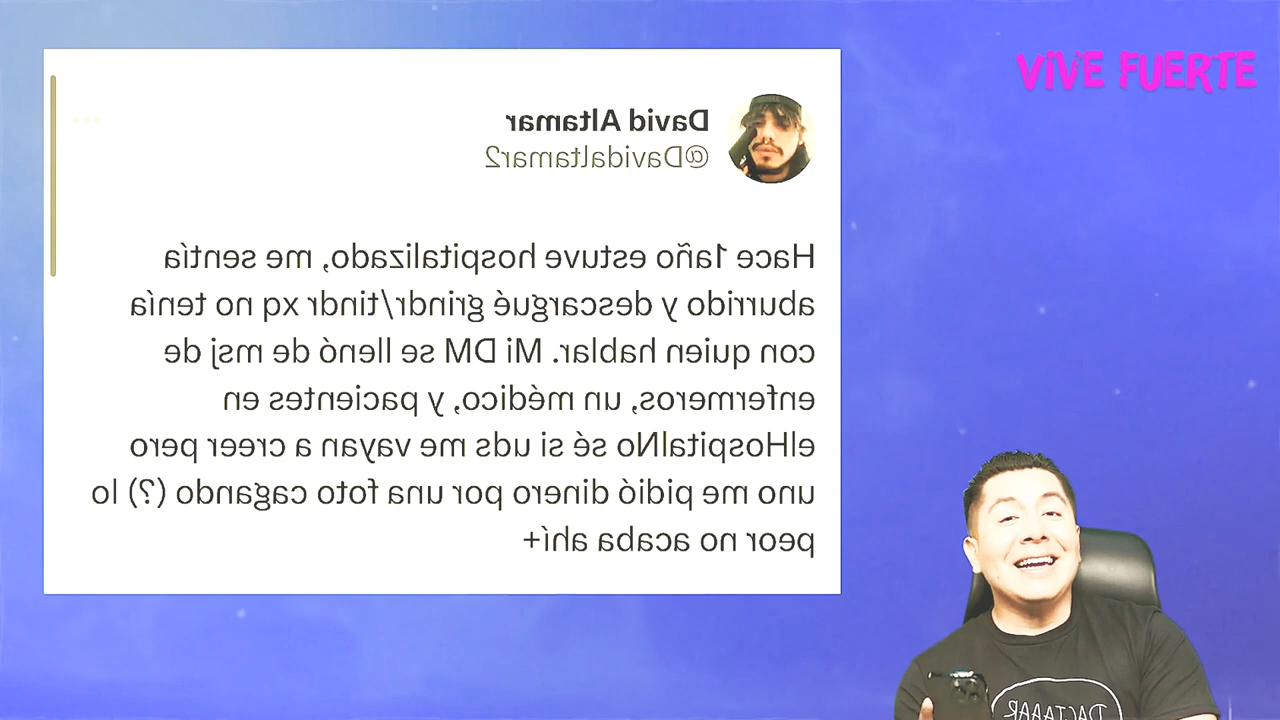 David Altamar
@Davidaltamar2
Hace 1año estuve hospitalizado, me sentía
aburrido y descargué grindr/tindr xq no tenía
con quien hablar. Mi DM se llenó de msj de
enfermeros, un médico, y pacientes en
elHospitalNo sé si uds me vayan a creer pero
uno me pidió dinero por una foto cagando (?) lo
peor no acaba ahí+
VIVE FUERTE